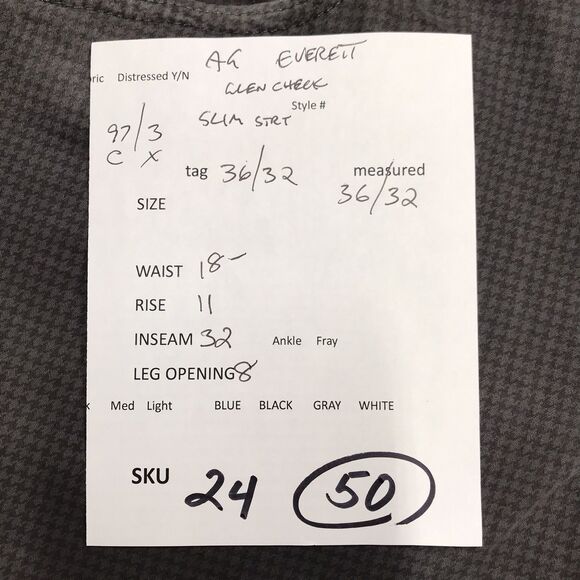 AG EVERETT
ric Distressed Y/N
GLEN CHECK
Style #
SLIM STRT
97/3
C X
tag 36/32 measured 36/32
SIZE
WAIST 18-
RISE 11
INSEAM 32 Ankle Fray
LEG OPENING 8
k Med Light BLUE BLACK GRAY WHITE
SKU 24 50